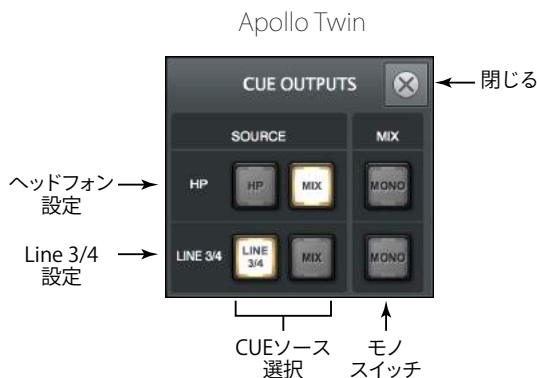 Apollo Twin
CUE OUTPUTS
閉じる
SOURCE
MIX
ヘッドフォン
設定
HP
HP
MIX
MONO
Line 3/4
設定
LINE 3/4
LINE
3/4
MIX
MONO
CUEソース
選択
モノ
スイッチ